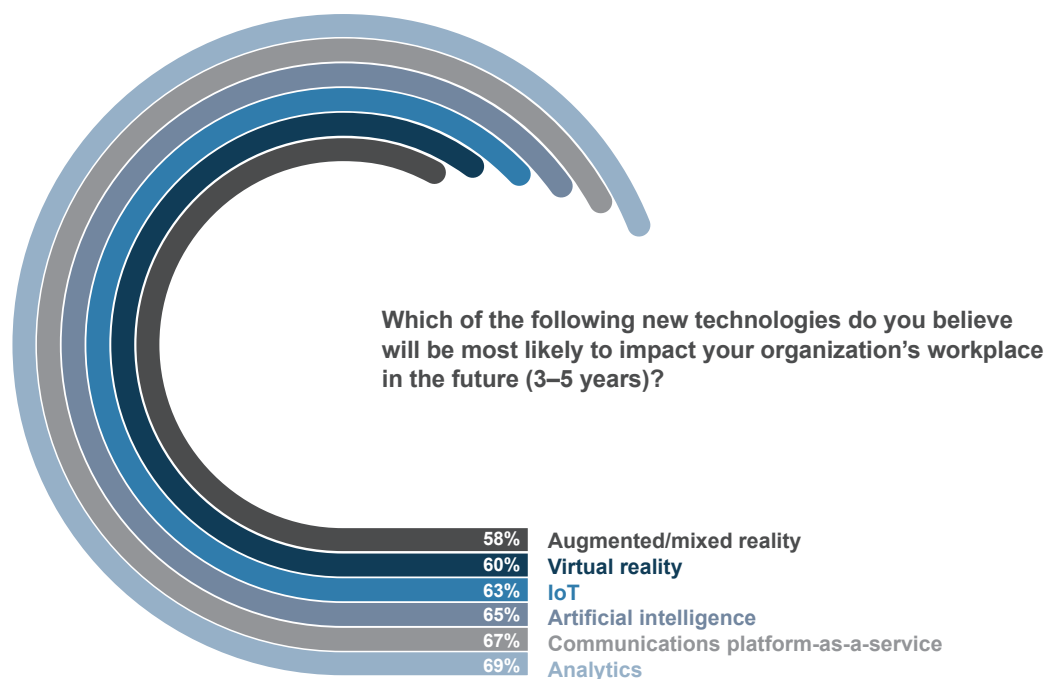 Which of the following new technologies do you believe
will be most likely to impact your organization’s workplace
in the future (3–5 years)?
58% Augmented/mixed reality
60% Virtual reality
63% IoT
65% Artificial intelligence
67% Communications platform-as-a-service
69% Analytics